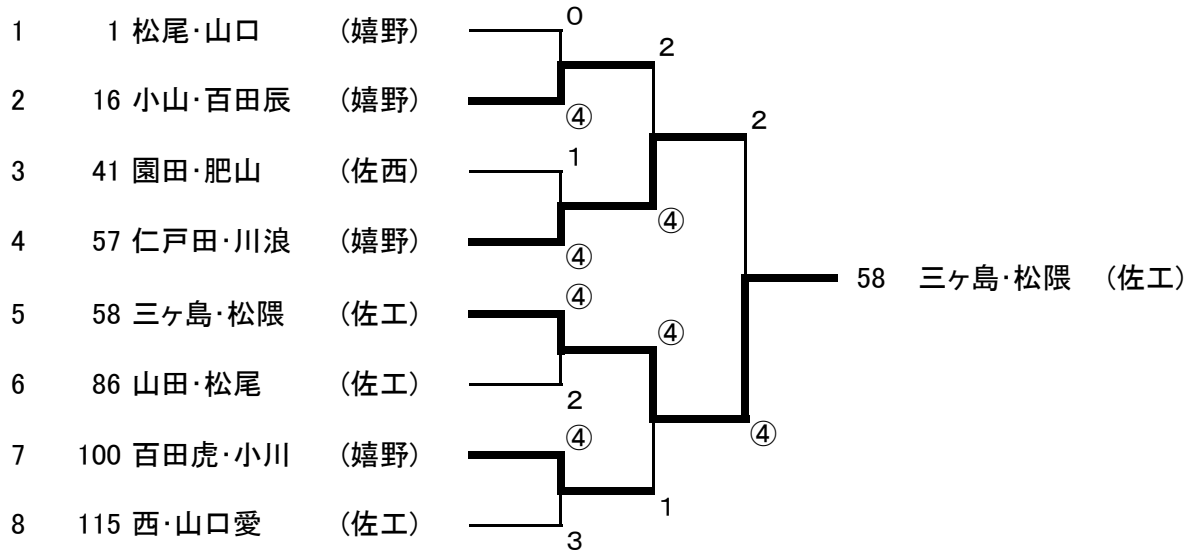 0
1 1 松尾・山口 (嬉野)
2
2 16 小山・百田辰 (嬉野)
④
2
1
3 41 園田・肥山 (佐西)
④
4 57 仁戸田・川浪 (嬉野)
④
58 三ヶ島・松隈 (佐工)
④
5 58 三ヶ島・松隈 (佐工)
④
6 86 山田・松尾 (佐工)
2
④
④
7 100 百田虎・小川 (嬉野)
1
8 115 西・山口愛 (佐工)
3